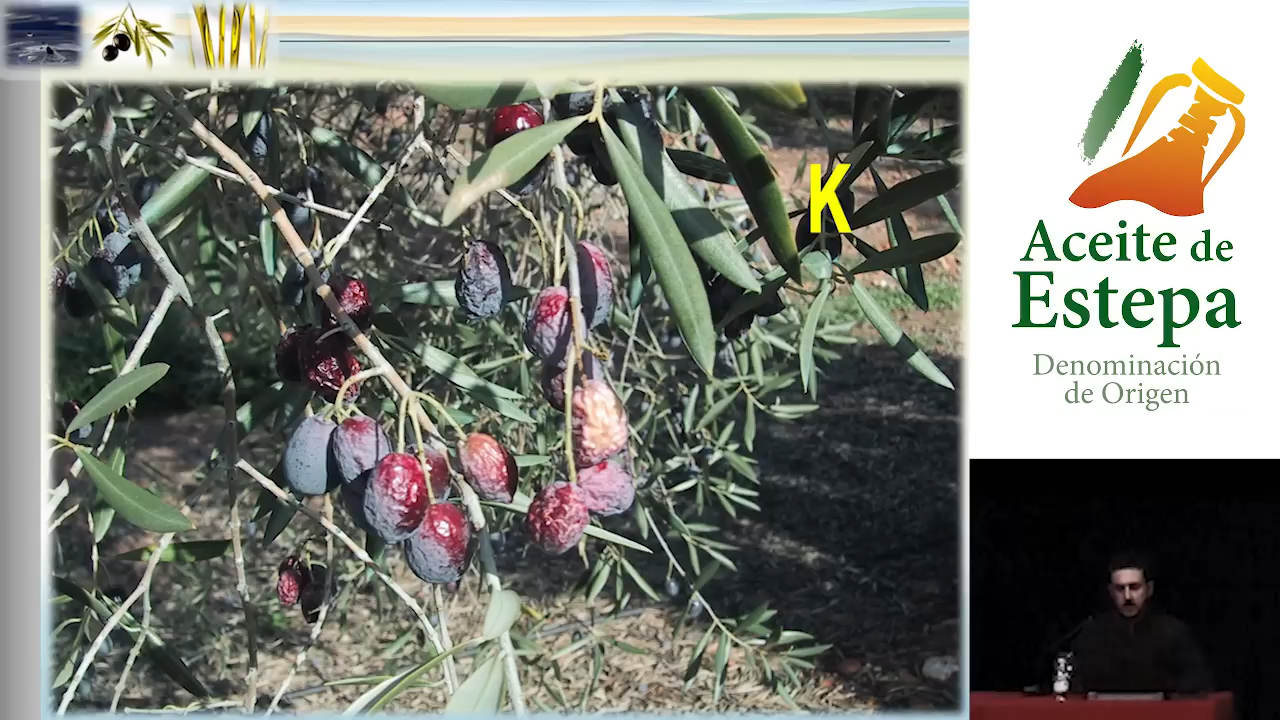 K
Aceite de
Estepa
Denominación
de Origen